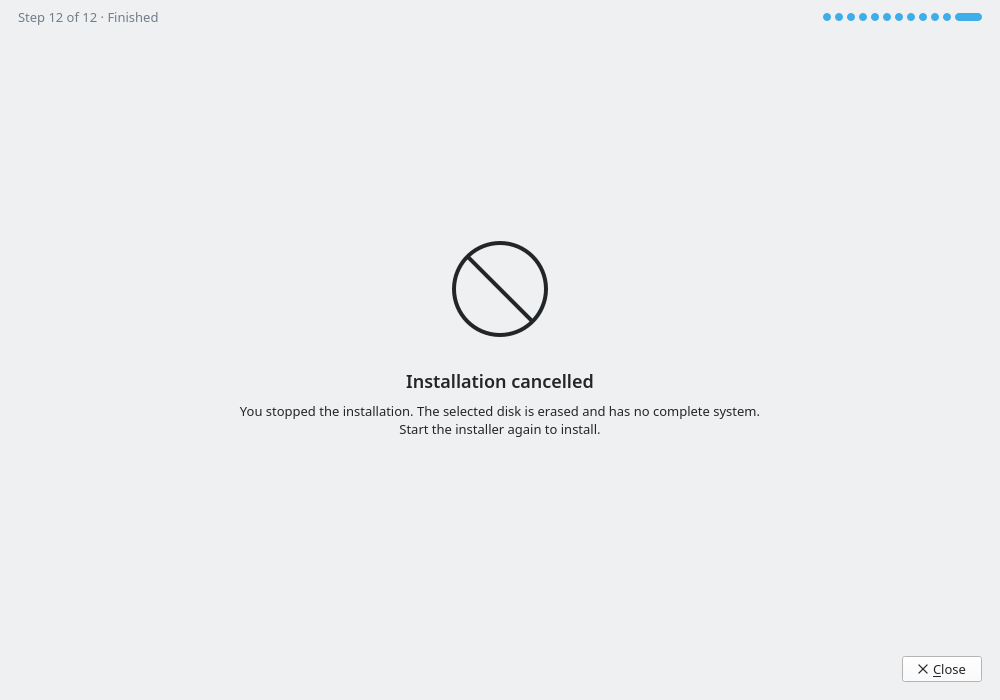 Step 12 of 12 · Finished
Installation cancelled
You stopped the installation. The selected disk is erased and has no complete system.
Start the installer again to install.
Close